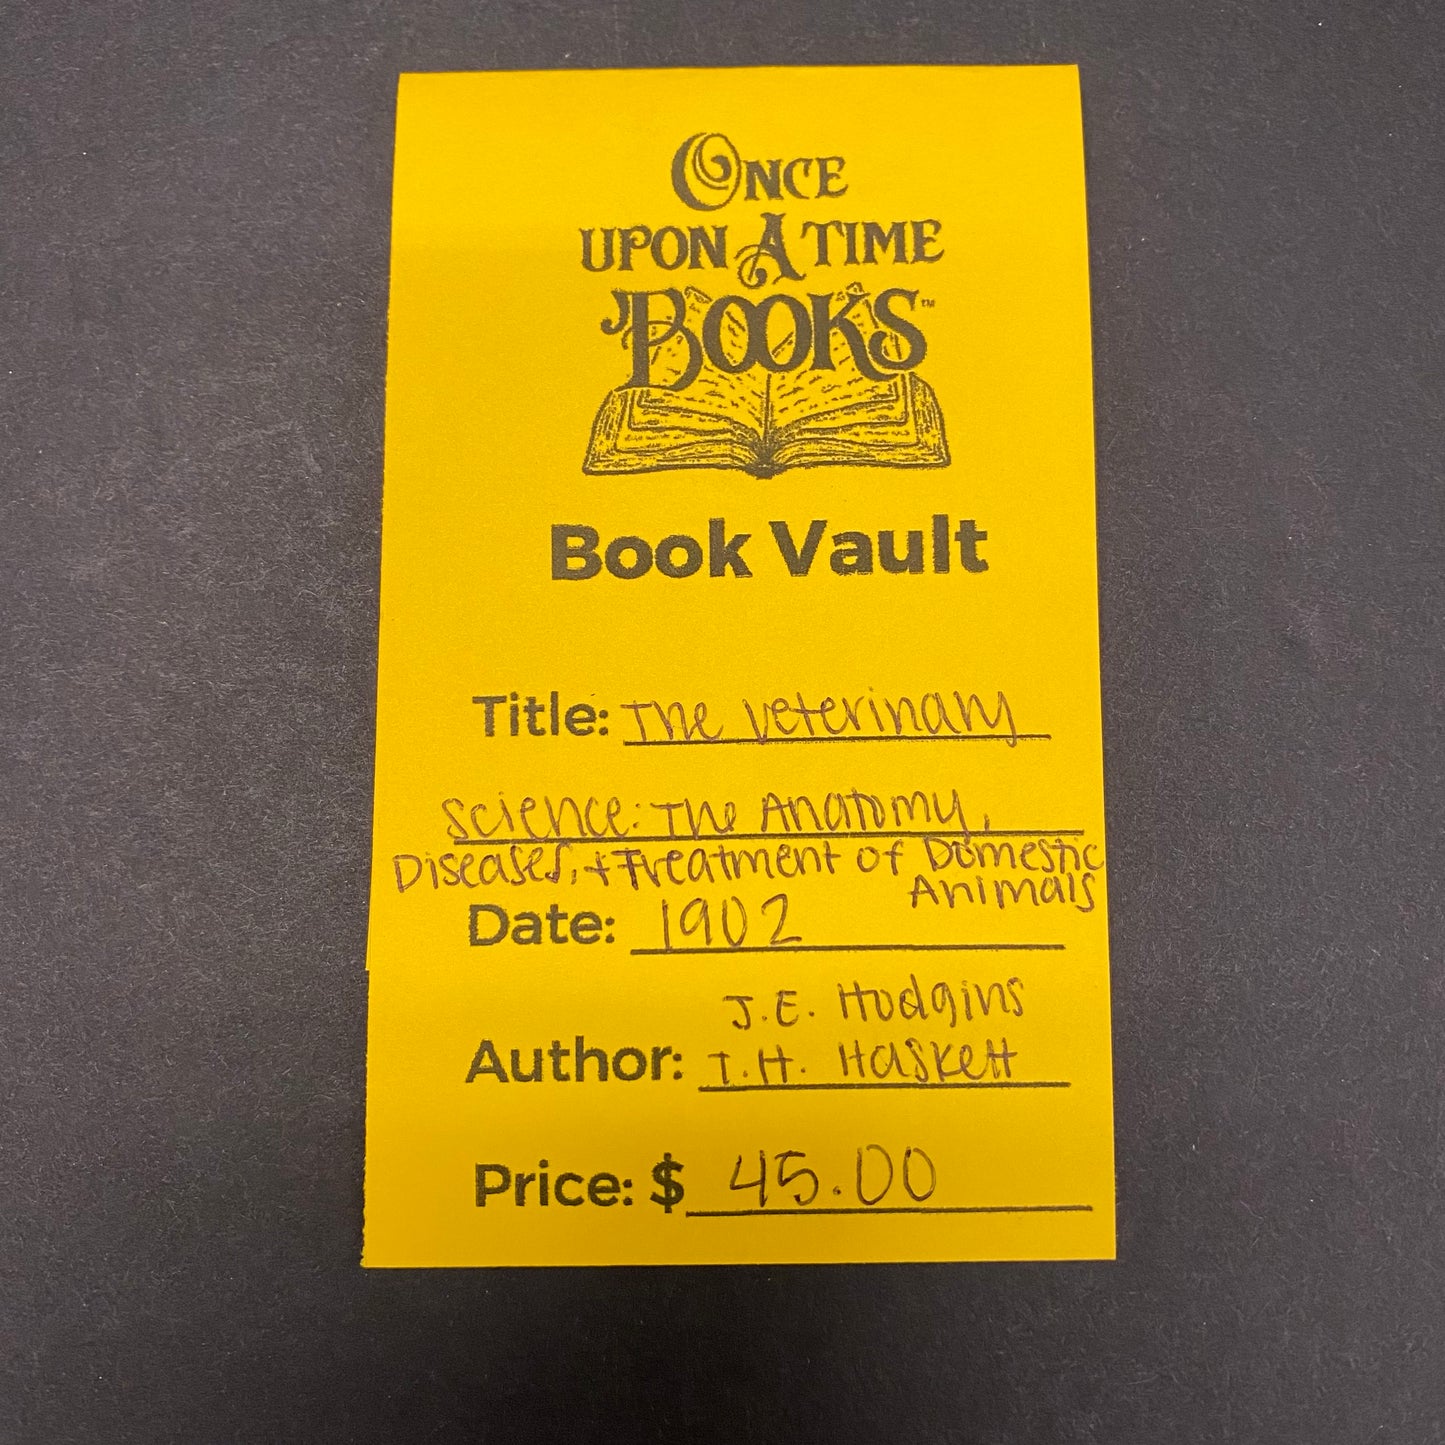 ONCE
UPON A TIME
BOOKS™
Book Vault
Title: The Veterinary
Science: The Anatomy,
Diseases, + Treatment of Domestic
Animals
Date: 1902
J.E. Hodgins
Author: T.H. Haskett
Price: $ 45.00